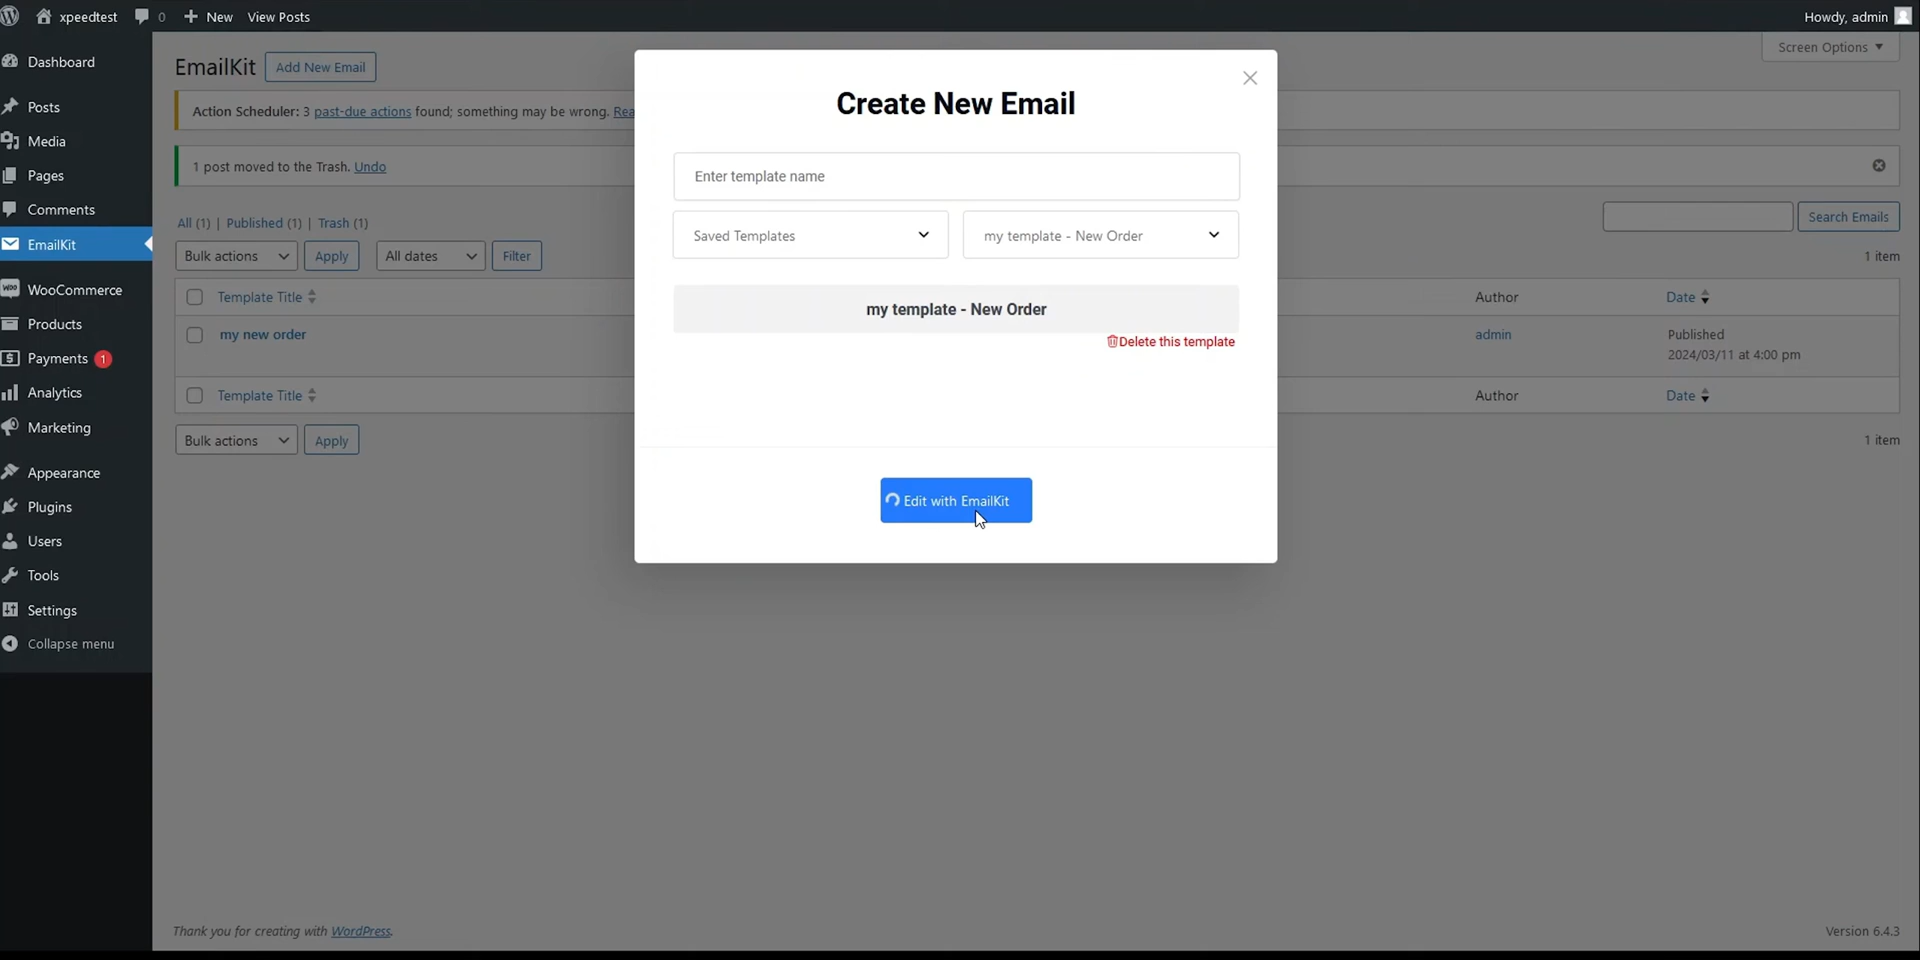 xpeedtest 0 New View Posts Howdy, admin
Screen Options
Dashboard
Posts
Media
Pages
Comments
EmailKit
WooCommerce
Products
Payments 1
Analytics
Marketing
Appearance
Plugins
Users
Tools
Settings
Collapse menu
EmailKit Add New Email
Action Scheduler: 3 past-due actions found; something may be wrong. Rea
1 post moved to the Trash. Undo
All (1) | Published (1) | Trash (1)
Search Emails
Bulk actions Apply All dates Filter
1 item
Template Title Author Date
my new order admin Published
2024/03/11 at 4:00 pm
Template Title Author Date
Bulk actions Apply
1 item
Create New Email
Enter template name
Saved Templates my template - New Order
my template - New Order
Delete this template
Edit with EmailKit
Thank you for creating with WordPress.
Version 6.4.3